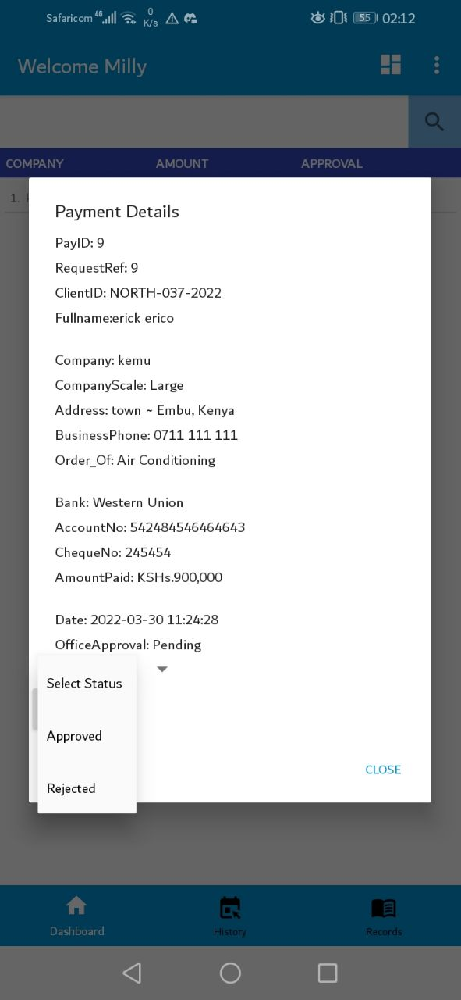 Safaricom 4G 0 K/s 55 02:12
Welcome Milly
COMPANY AMOUNT APPROVAL
1.
Payment Details
PayID: 9
RequestRef: 9
ClientID: NORTH-037-2022
Fullname:erick erico
Company: kemu
CompanyScale: Large
Address: town ~ Embu, Kenya
BusinessPhone: 0711 111 111
Order_Of: Air Conditioning
Bank: Western Union
AccountNo: 542484546464643
ChequeNo: 245454
AmountPaid: KSHs.900,000
Date: 2022-03-30 11:24:28
OfficeApproval: Pending
Select Status
Approved
Rejected
CLOSE
Dashboard History Records